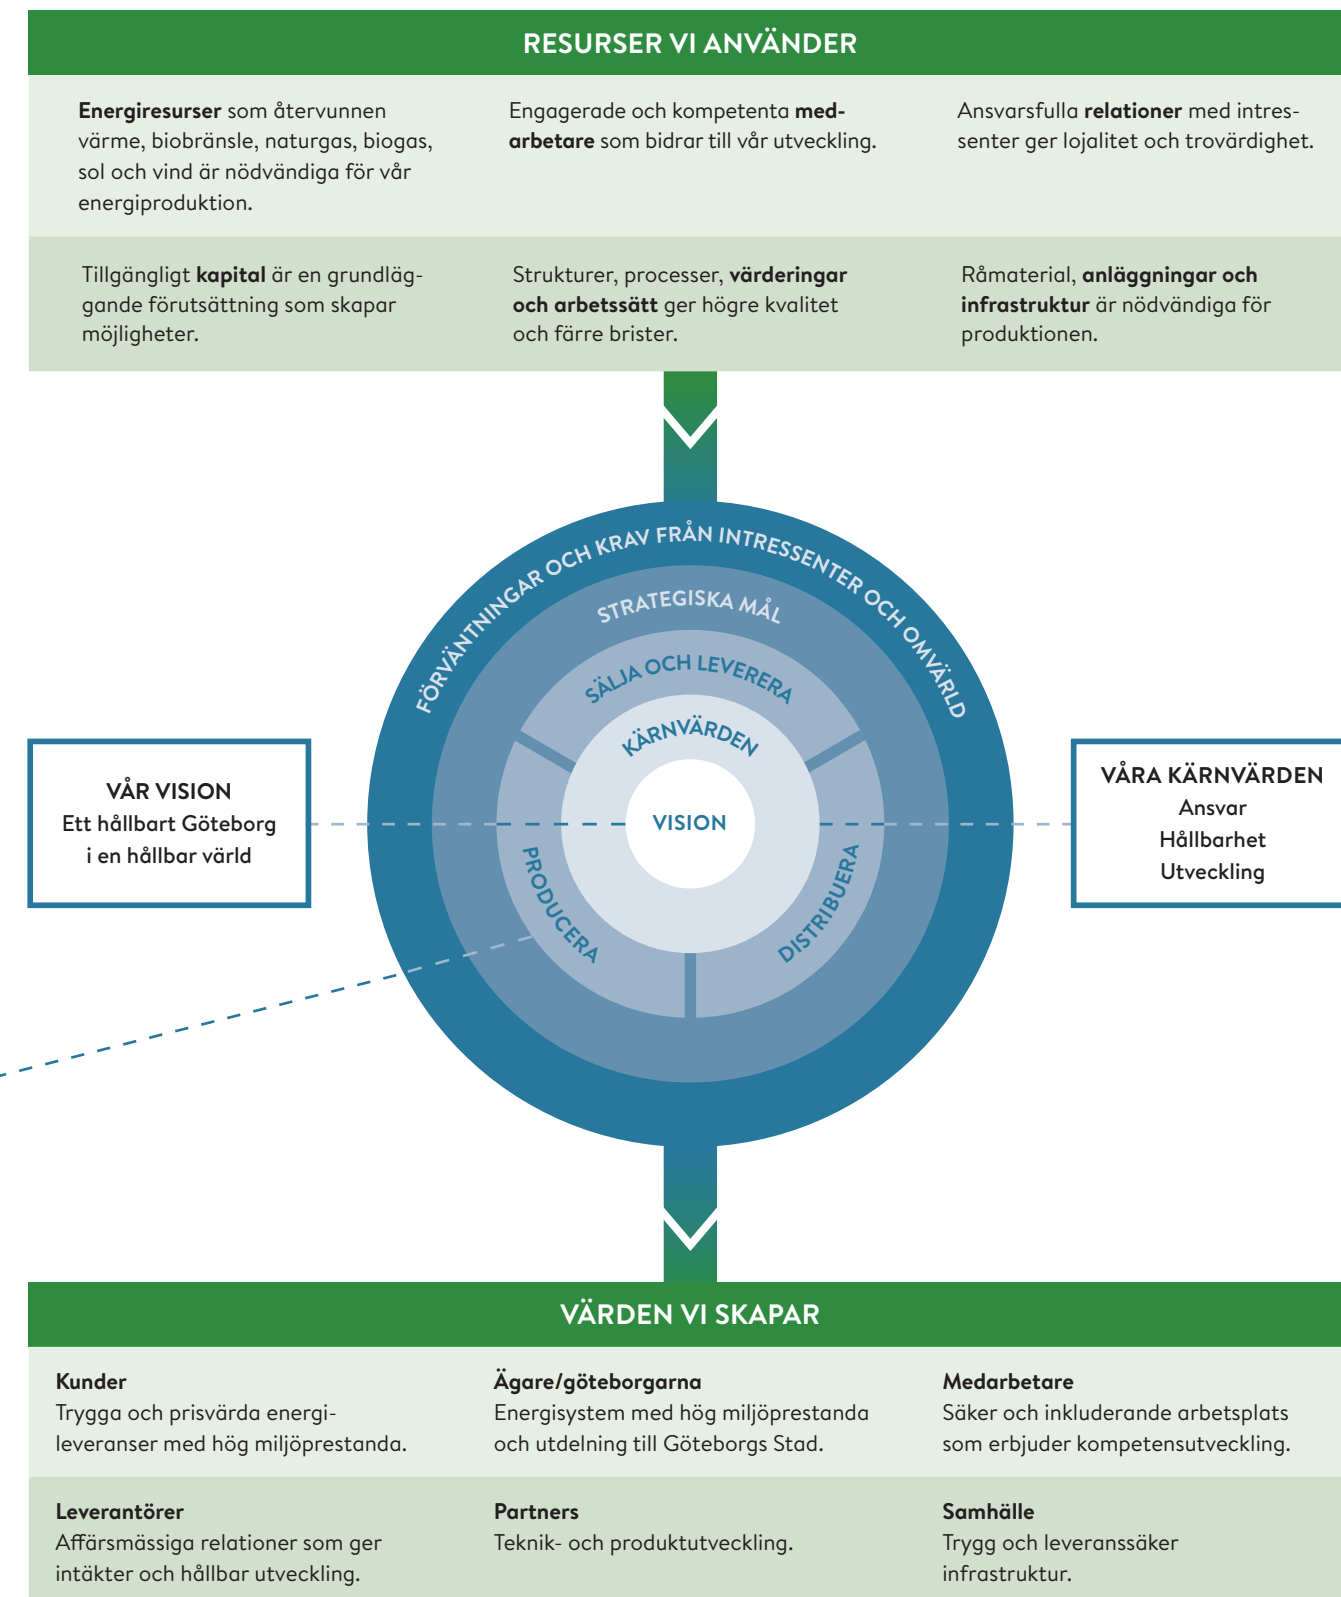 RESURSER VI ANVÄNDER
Energiresurser som återvunnen
värme, biobränsle, naturgas, biogas,
sol och vind är nödvändiga för vår
energiproduktion.
Engagerade och kompetenta med-
arbetare som bidrar till vår utveckling.
Ansvarsfulla relationer med intres-
senter ger lojalitet och trovärdighet.
Tillgängligt kapital är en grundläg-
gande förutsättning som skapar
möjligheter.
Strukturer, processer, värderingar
och arbetssätt ger högre kvalitet
och färre brister.
Råmaterial, anläggningar och
infrastruktur är nödvändiga för
produktionen.
FÖRVÄNTNINGAR OCH KRAV FRÅN INTRESSENTER OCH OMVÄRLD
STRATEGISKA MÅL
SÄLJA OCH LEVERERA
KÄRNVÄRDEN
VISION
PRODUCERA
DISTRIBUERA
VÅR VISION
Ett hållbart Göteborg
i en hållbar värld
VÅRA KÄRNVÄRDEN
Ansvar
Hållbarhet
Utveckling
VÄRDEN VI SKAPAR
Kunder
Trygga och prisvärda energi-
leveranser med hög miljöprestanda.
Ägare/göteborgarna
Energisystem med hög miljöprestanda
och utdelning till Göteborgs Stad.
Medarbetare
Säker och inkluderande arbetsplats
som erbjuder kompetensutveckling.
Leverantörer
Affärsmässiga relationer som ger
intäkter och hållbar utveckling.
Partners
Teknik- och produktutveckling.
Samhälle
Trygg och leveranssäker
infrastruktur.